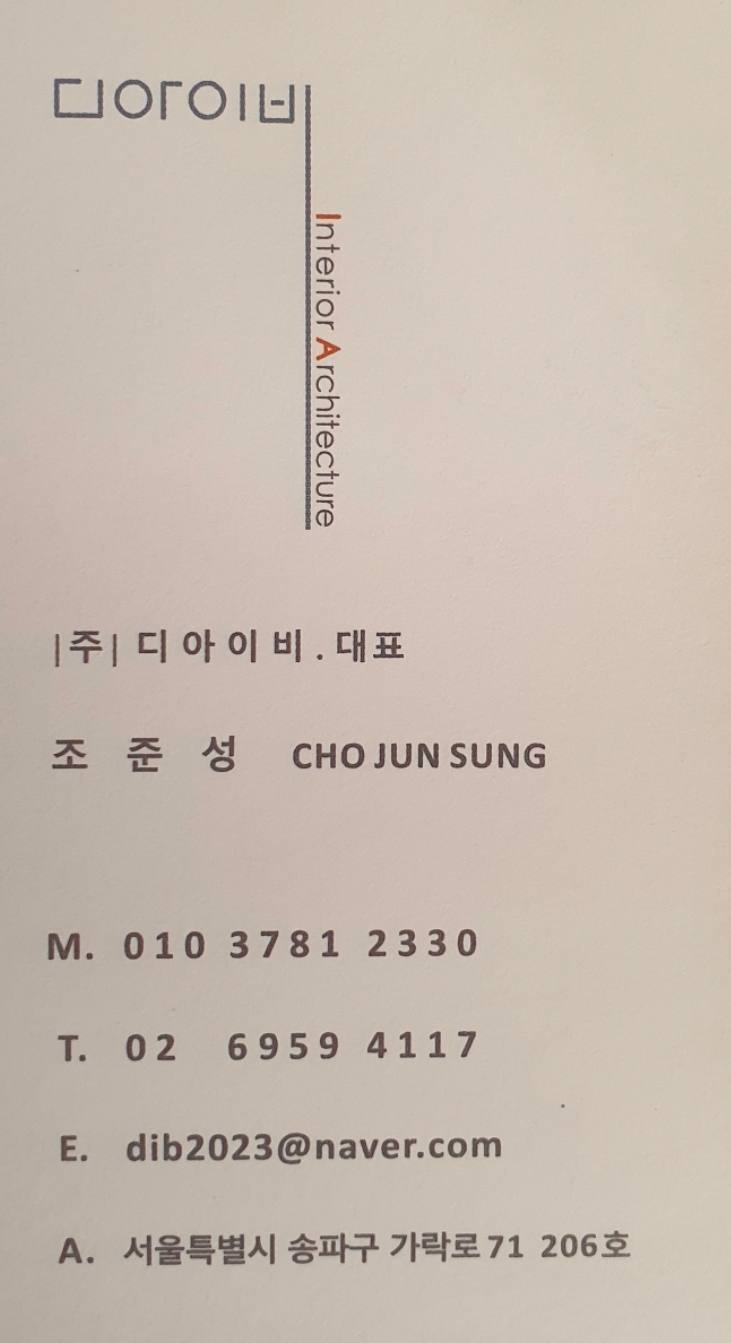 디아이비
Interior Architecture
|주| 디아이비.대표
조준성 CHO JUN SUNG
M. 010 3781 2330
T. 02 6959 4117
E. dib2023@naver.com
A. 서울특별시 송파구 가락로 71 206호